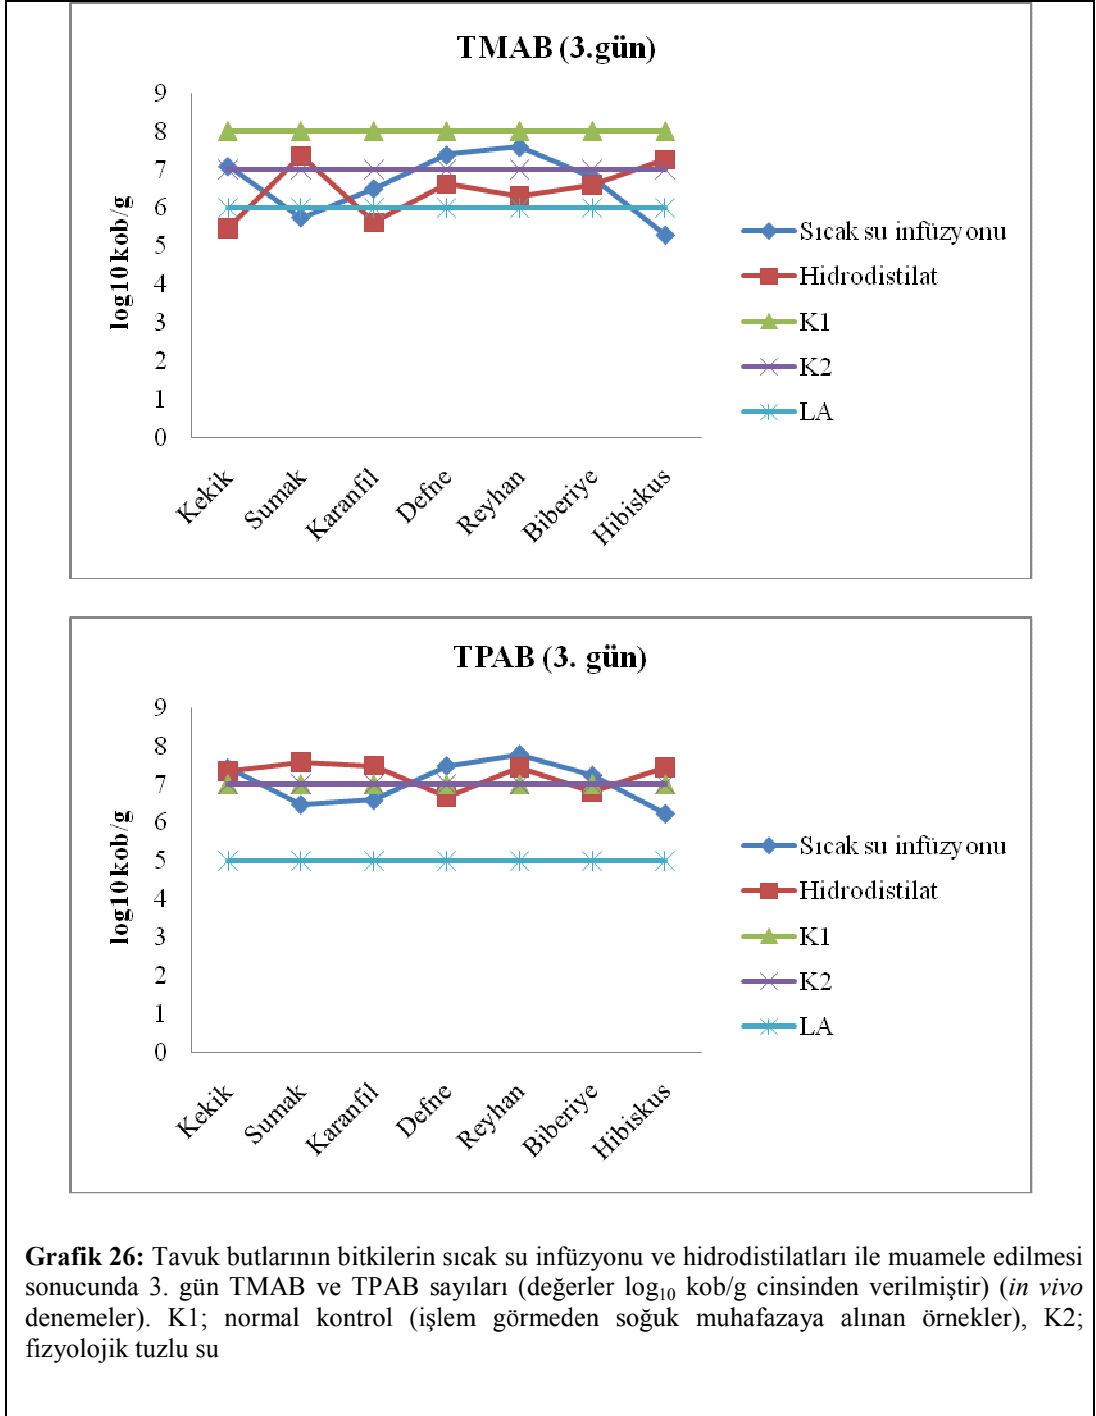 TMAB (3.gün)
log10kob/g
9
8
7
6
5
4
3
2
1
0
Kekik
Sumak
Karanfil
Defne
Reyhan
Biberiye
Hibiskus
Sıcak su infüzyonu
Hidrodistilat
K1
K2
LA
TPAB (3. gün)
log10kob/g
9
8
7
6
5
4
3
2
1
0
Kekik
Sumak
Karanfil
Defne
Reyhan
Biberiye
Hibiskus
Sıcak su infüzyonu
Hidrodistilat
K1
K2
LA
Grafik 26: Tavuk butlarının bitkilerin sıcak su infüzyonu ve hidrodistilatları ile muamele edilmesi
sonucunda 3. gün TMAB ve TPAB sayıları (değerler log₁₀ kob/g cinsinden verilmiştir) (in vivo
denemeler). K1; normal kontrol (işlem görmeden soğuk muhafazaya alınan örnekler), K2;
fizyolojik tuzlu su